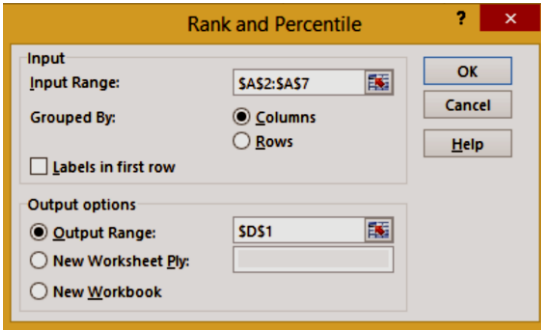 Rank and Percentile
?
×
Input
Input Range:
$A$2:$A$7
OK
Grouped By:
Columns
Cancel
Rows
Help
Labels in first row
Output options
Output Range:
$D$1
New Worksheet Ply:
New Workbook